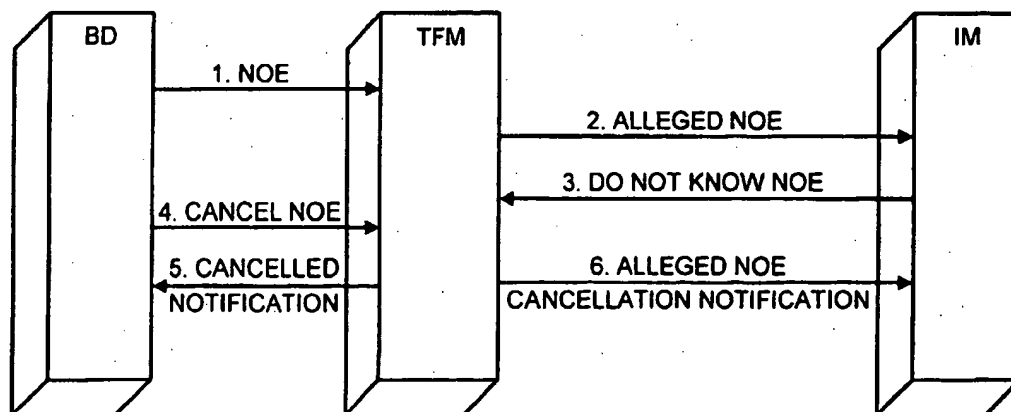 BD
TFM
IM
1. NOE
2. ALLEGED NOE
3. DO NOT KNOW NOE
4. CANCEL NOE
5. CANCELLED
NOTIFICATION
6. ALLEGED NOE
CANCELLATION NOTIFICATION